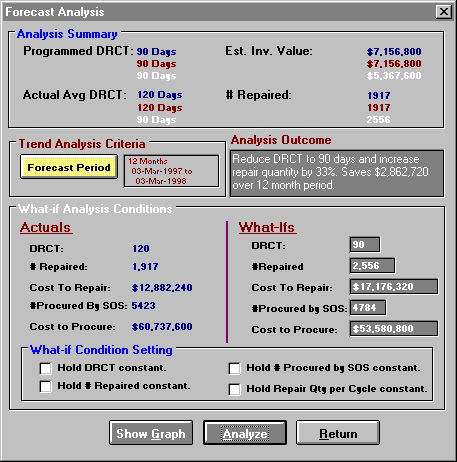 Forecast Analysis
Analysis Summary
Programmed DRCT: 90 Days Est. Inv. Value: $7,156,800
90 Days $7,156,800
90 Days $5,367,600
Actual Avg DRCT: 120 Days # Repaired: 1917
120 Days 1917
90 Days 2556
Trend Analysis Criteria
Forecast Period
12 Months
03-Mar-1997 to
03-Mar-1998
Analysis Outcome
Reduce DRCT to 90 days and increase
repair quantity by 33%. Saves $2,862,720
over 12 month period.
What-if Analysis Conditions
Actuals
DRCT: 120
# Repaired: 1,917
Cost To Repair: $12,882,240
#Procured By SOS: 5423
Cost to Procure: $60,737,600
What-Ifs
DRCT: 90
#Repaired 2,556
Cost To Repair: $17,176,320
#Procured by SOS: 4784
Cost to Procure: $53,580,800
What-if Condition Setting
Hold DRCT constant.
Hold # Procured by SOS constant.
Hold # Repaired constant.
Hold Repair Qty per Cycle constant.
Show Graph Analyze Return